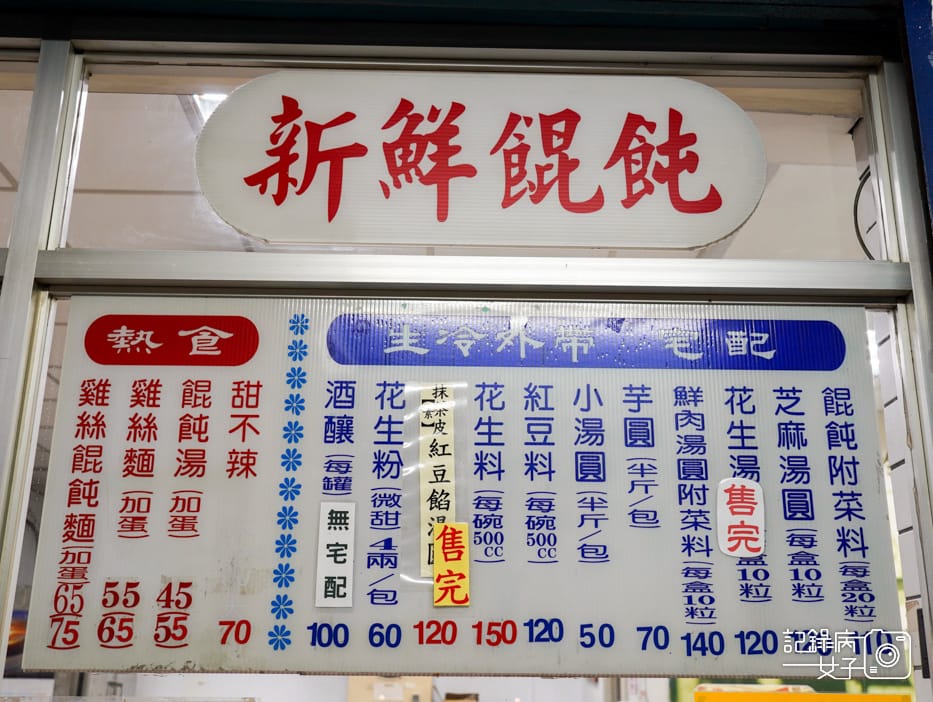 新鮮餛飩
熱食
雞絲餛飩麵(加蛋) 65 75
雞絲麵(加蛋) 55 65
餛飩湯(加蛋) 45 55
甜不辣 70
生冷外帶 宅配
酒釀(每罐) 無宅配 100
花生粉(微甜4兩/包) 60
抹茶皮紅豆餡湯圓【素】 售完 120
花生料(每碗500cc) 150
紅豆料(每碗500cc) 120
小湯圓(半斤/包) 50
芋圓(半斤/包) 70
鮮肉湯圓附菜料(每盒10粒) 140
花生湯 售完 盒10粒) 120
芝麻湯圓(每盒10粒)
餛飩附菜料(每盒20粒) 110
記錄病
女子